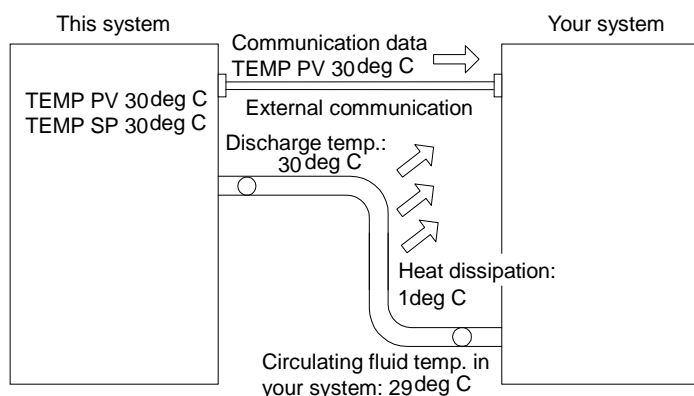 This system
Your system
Communication data
TEMP PV 30deg C
TEMP PV 30deg C
TEMP SP 30deg C
External communication
Discharge temp.:
30deg C
Heat dissipation:
1deg C
Circulating fluid temp. in
your system: 29deg C